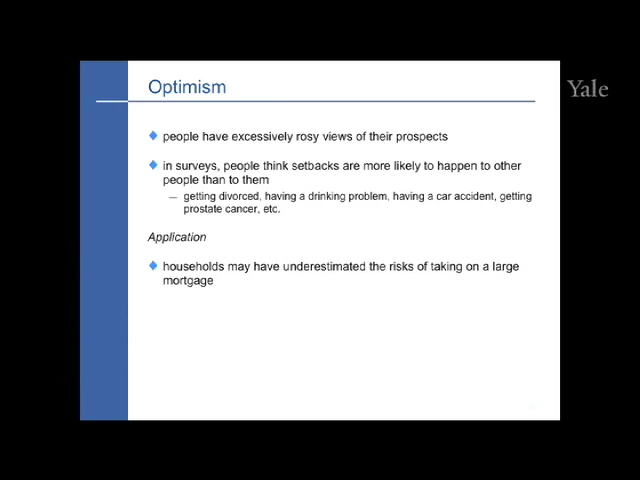 Optimism
Yale
people have excessively rosy views of their prospects
in surveys, people think setbacks are more likely to happen to other
people than to them
— getting divorced, having a drinking problem, having a car accident, getting
prostate cancer, etc.
Application
households may have underestimated the risks of taking on a large
mortgage